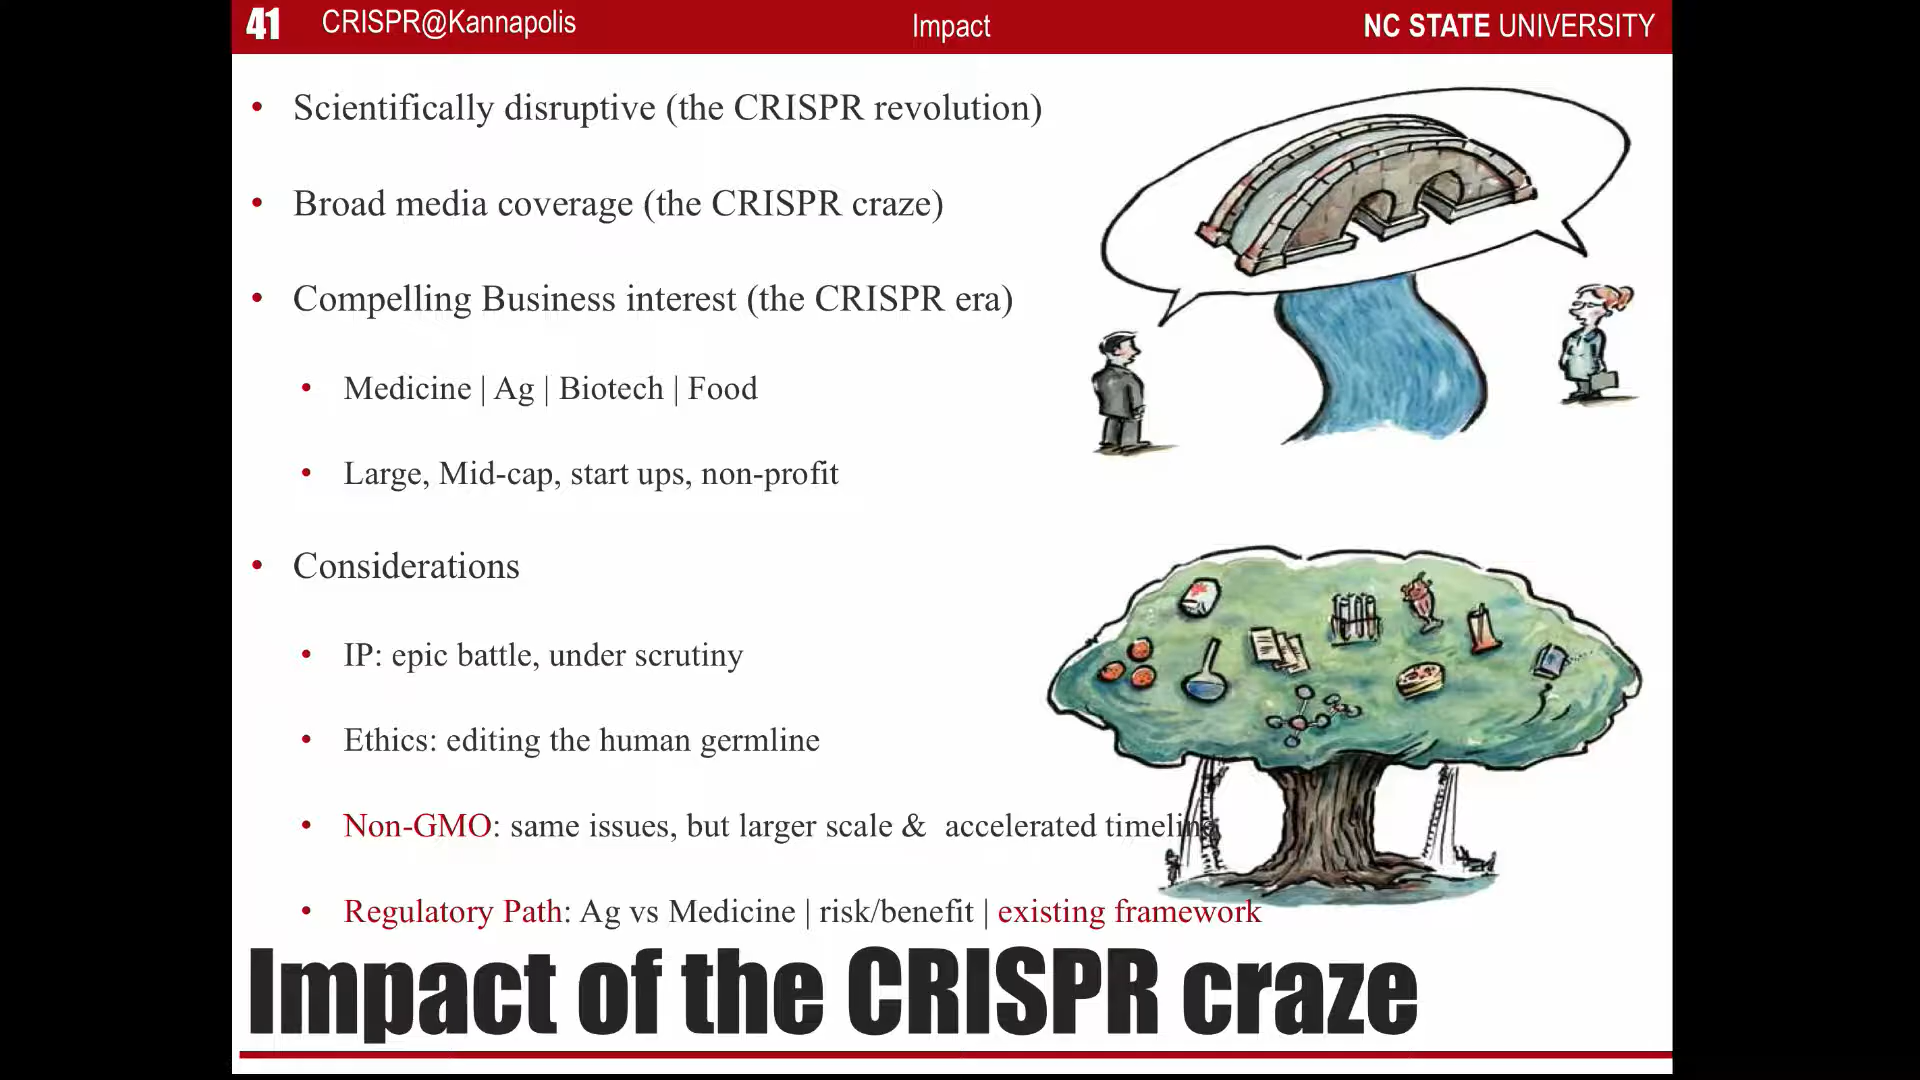 41 CRISPR@Kannapolis Impact NC STATE UNIVERSITY
• Scientifically disruptive (the CRISPR revolution)
• Broad media coverage (the CRISPR craze)
• Compelling Business interest (the CRISPR era)
• Medicine | Ag | Biotech | Food
• Large, Mid-cap, start ups, non-profit
• Considerations
• IP: epic battle, under scrutiny
• Ethics: editing the human germline
• Non-GMO: same issues, but larger scale & accelerated timeline
• Regulatory Path: Ag vs Medicine | risk/benefit | existing framework
Impact of the CRISPR craze